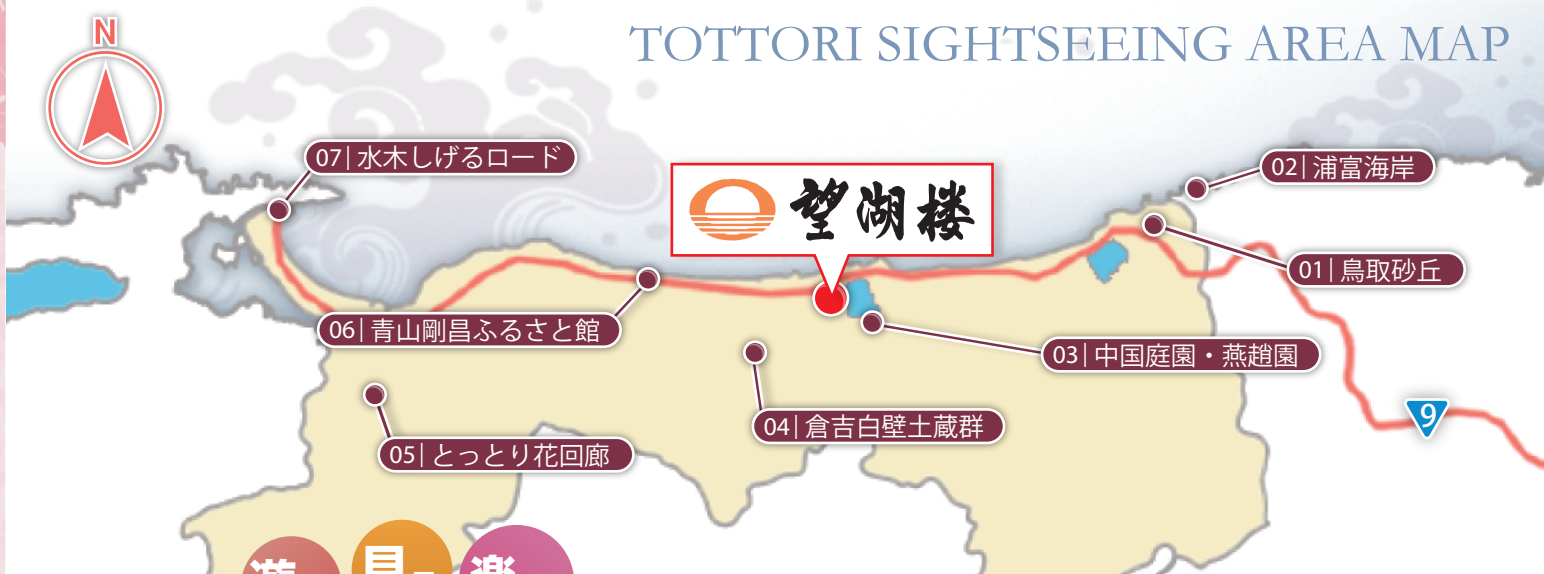 N
TOTTORI SIGHTSEEING AREA MAP
07| 水木しげるロード
02| 浦富海岸
望湖楼
01| 鳥取砂丘
06| 青山剛昌ふるさと館
03| 中国庭園・燕趙園
9
04| 倉吉白壁土蔵群
05| とっとり花回廊